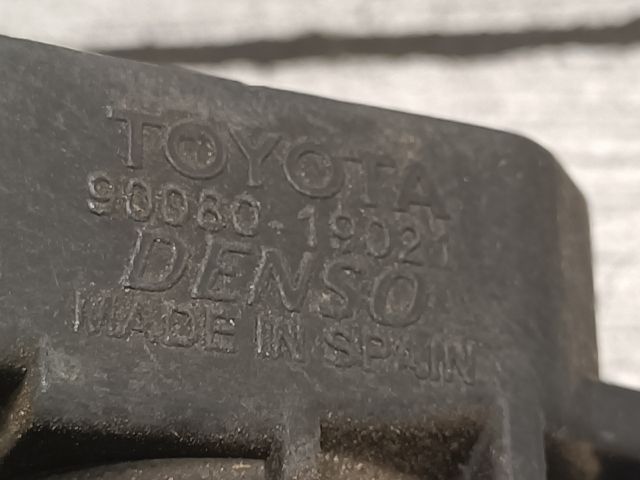 TOYOTA
90080-19021
DENSO
MADE IN SPAIN